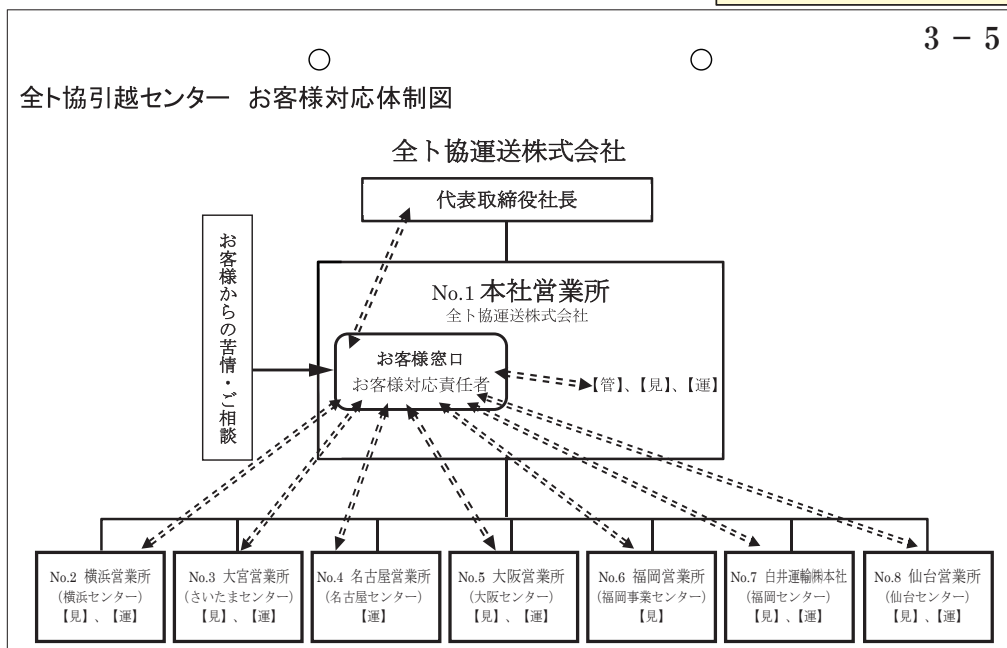 3 − 5
全ト協引越センター お客様対応体制図
全ト協運送株式会社
代表取締役社長
お客様からの苦情・ご相談
No.1 本社営業所
全ト協運送株式会社
お客様窓口
お客様対応責任者
【管】、【見】、【運】
No.2 横浜営業所
(横浜センター)
【見】、【運】
No.3 大宮営業所
(さいたまセンター)
【見】、【運】
No.4 名古屋営業所
(名古屋センター)
【運】
No.5 大阪営業所
(大阪センター)
【見】、【運】
No.6 福岡営業所
(福岡事業センター)
【見】
No.7 白井運輸㈱本社
(福岡センター)
【見】、【運】
No.8 仙台営業所
(仙台センター)
【見】、【運】